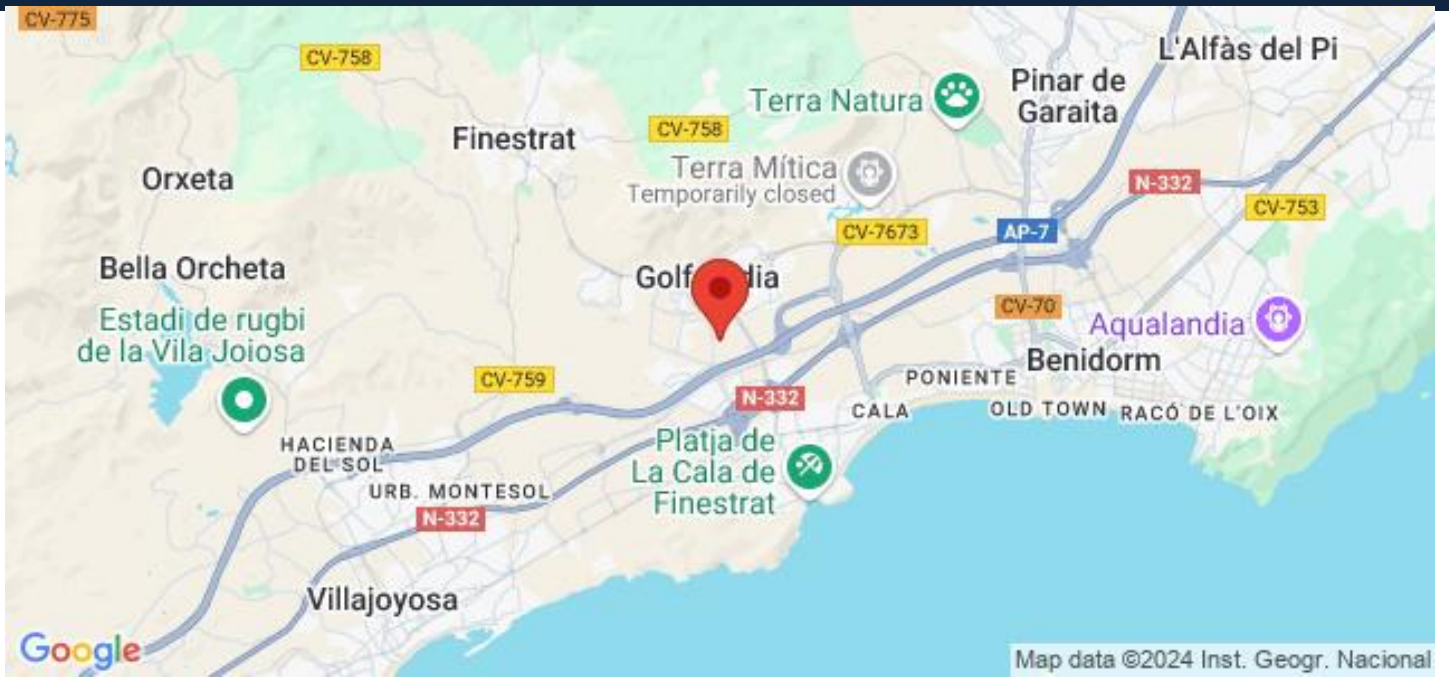 CV-775
CV-758
L'Alfàs del Pi
Pinar de
Garaita
Terra Natura
Finestrat
CV-758
Terra Mítica
Temporarily closed
Orxeta
N-332
CV-753
CV-7673
AP-7
Bella Orcheta
CV-70
Aqualandia
Estadi de rugbi
de la Vila Joiosa
Benidorm
CV-759
PONIENTE
N-332
CALA
OLD TOWN
RACÓ DE L'OIX
HACIENDA
DEL SOL
Platja de
La Cala de
Finestrat
URB. MONTESOL
N-332
Villajoyosa
Google
Map data ©2024 Inst. Geogr. Nacional